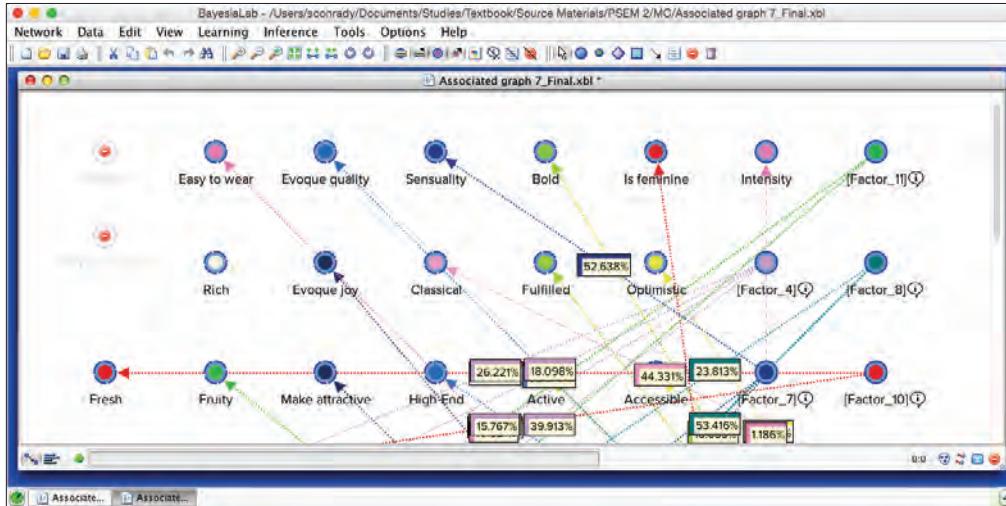 BayesiaLab - /Users/sconrady/Documents/Studies/Textbook/Source Materials/PSEM 2/MC/Associated graph 7_Final.xbl
Network Data Edit View Learning Inference Tools Options Help
Associated graph 7_Final.xbl *
Easy to wear Evoque quality Sensuality Bold Is feminine Intensity [Factor_11]
52.638%
Rich Evoque joy Classical Fulfilled Optimistic [Factor_4] [Factor_8]
26.221% 18.098% 44.331% 23.813%
Fresh Fruity Make attractive High-End Active Accessible [Factor_7] [Factor_10]
15.767% 39.913% 53.416% 1.186%
0:0
Associate... Associate...